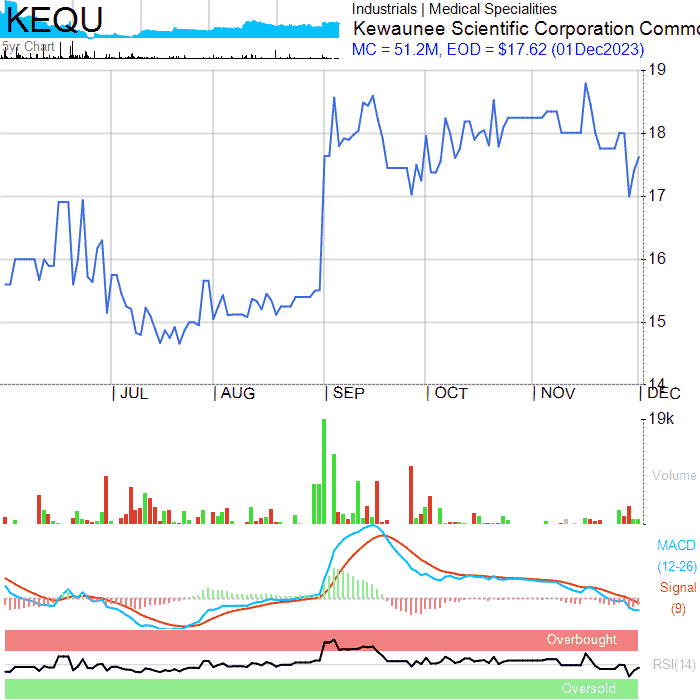 KEQU
5yr Chart
Industrials | Medical Specialities
Kewaunee Scientific Corporation Commo
MC = 51.2M, EOD = $17.62 (01Dec2023)
19
18
17
16
15
14
| JUL | AUG | SEP | OCT | NOV | DEC
19k
Volume
MACD
(12-26)
Signal
(9)
Overbought
RSI(14)
Oversold